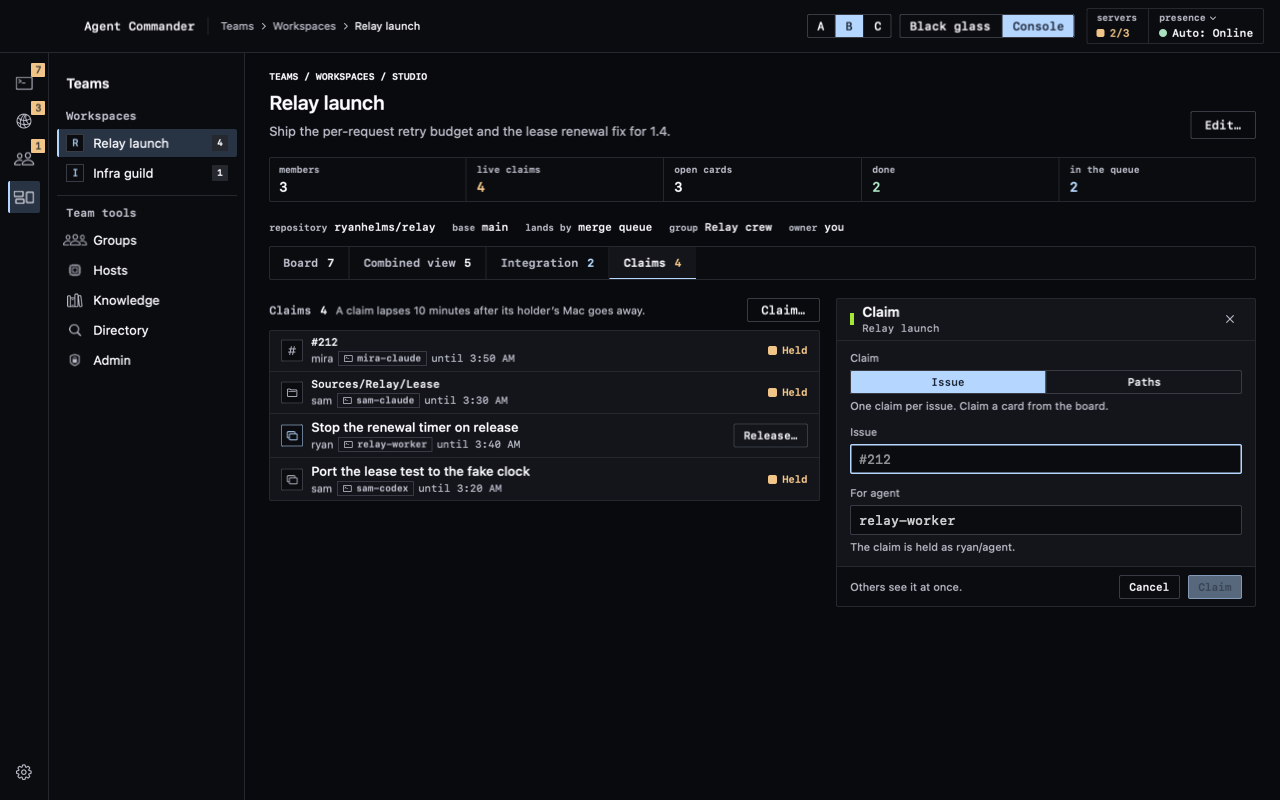 Agent Commander
Teams > Workspaces > Relay launch
A B C
Black glass Console
servers
2/3
presence
Auto: Online
7
3
1
Teams
Workspaces
R Relay launch 4
I Infra guild 1
Team tools
Groups
Hosts
Knowledge
Directory
Admin
TEAMS / WORKSPACES / STUDIO
Relay launch
Ship the per-request retry budget and the lease renewal fix for 1.4.
Edit…
members
3
live claims
4
open cards
3
done
2
in the queue
2
repository ryanhelms/relay base main lands by merge queue group Relay crew owner you
Board 7 Combined view 5 Integration 2 Claims 4
Claims 4 A claim lapses 10 minutes after its holder's Mac goes away.
Claim…
# #212
mira mira-claude until 3:50 AM
Held
Sources/Relay/Lease
sam sam-claude until 3:30 AM
Held
Stop the renewal timer on release
ryan relay-worker until 3:40 AM
Release…
Port the lease test to the fake clock
sam sam-codex until 3:20 AM
Held
Claim
Relay launch
Claim
Issue Paths
One claim per issue. Claim a card from the board.
Issue
#212
For agent
relay-worker
The claim is held as ryan/agent.
Others see it at once.
Cancel Claim